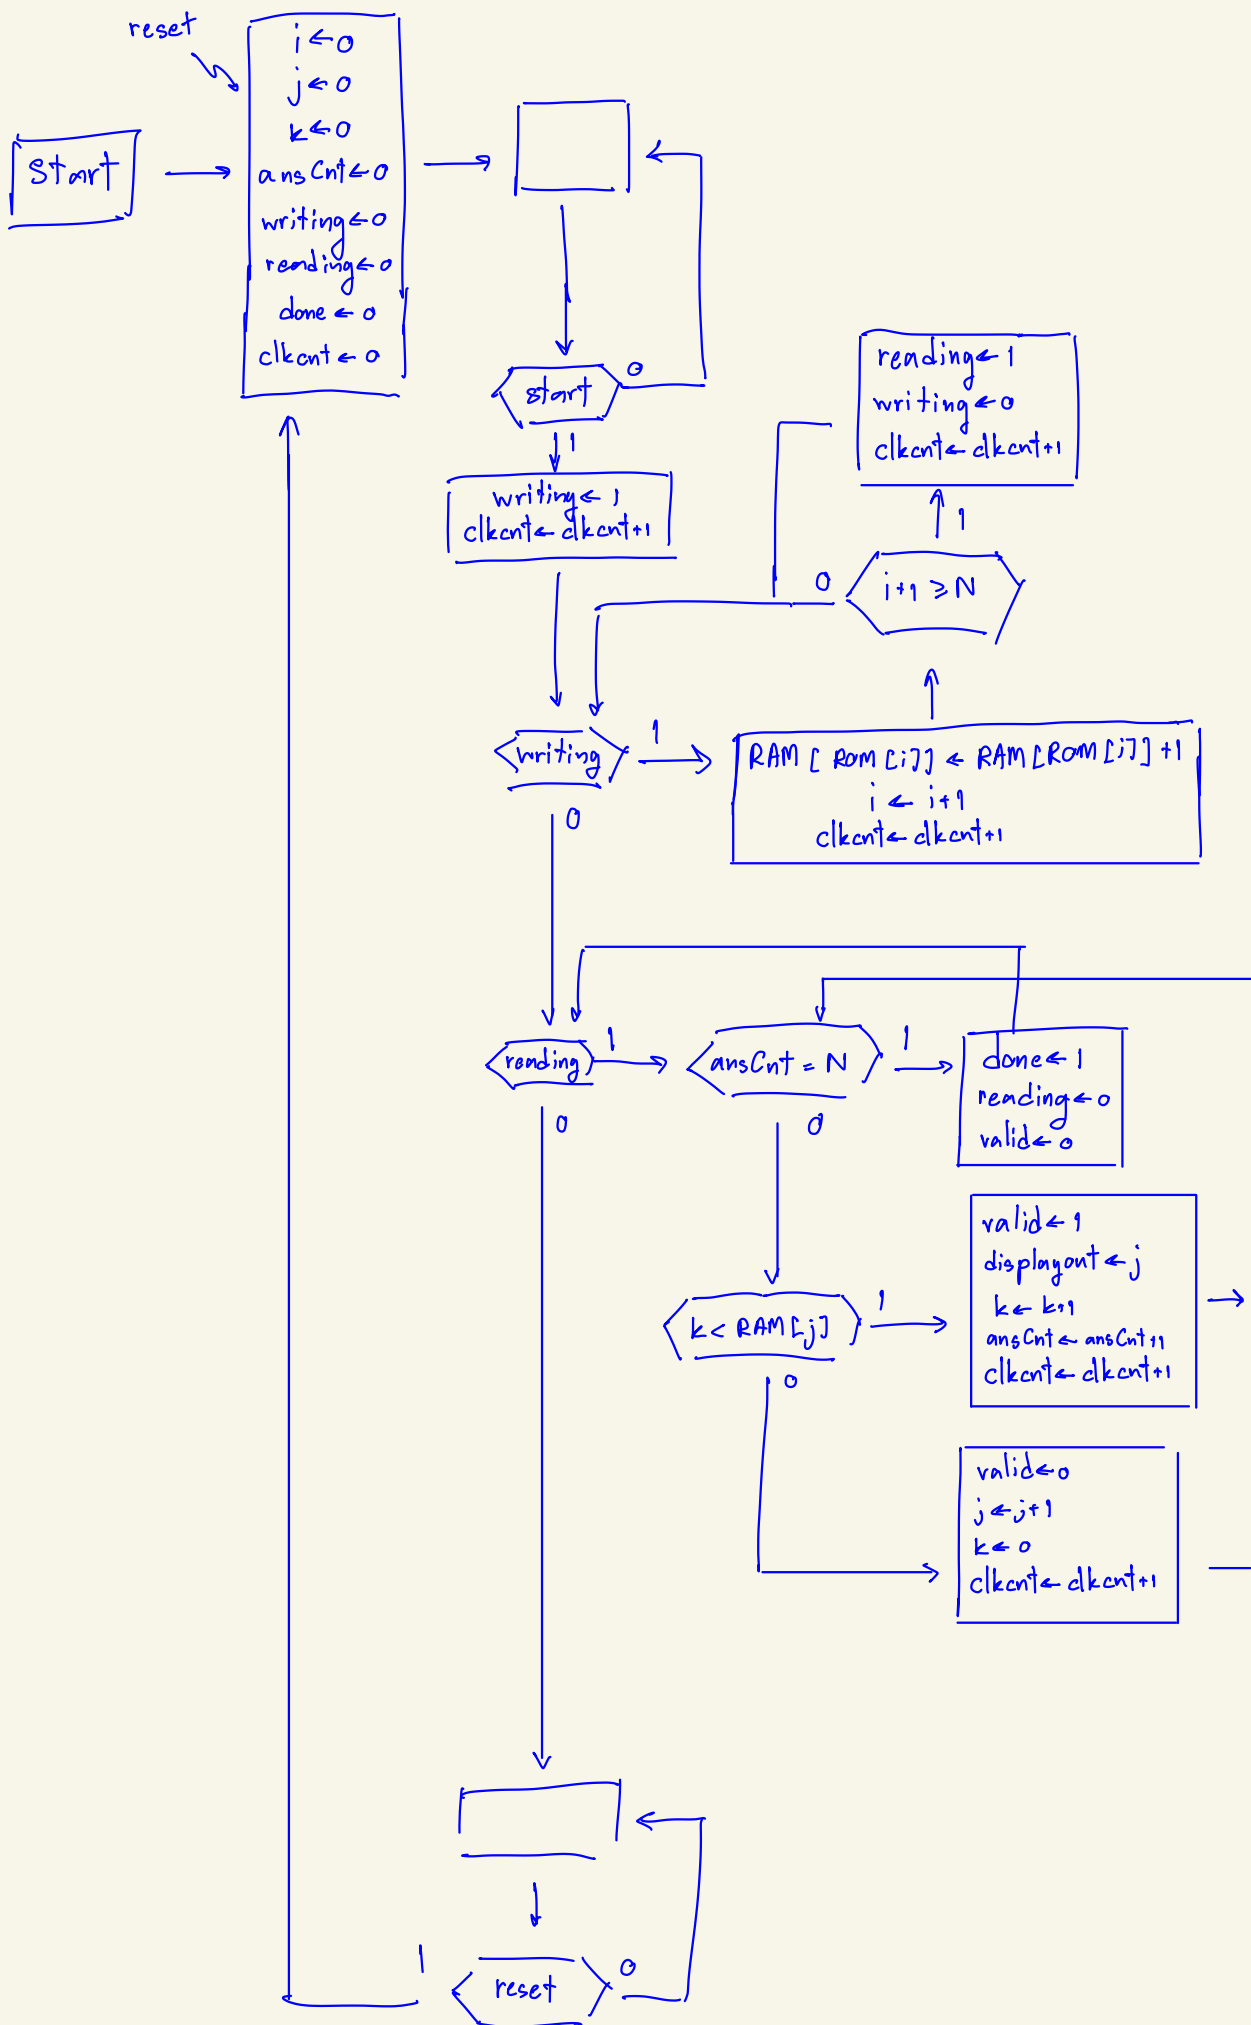 reset
i ← 0
j ← 0
k ← 0
ansCnt ← 0
writing ← 0
reading ← 0
done ← 0
clkcnt ← 0
Start
start
0
1
writing ← 1
clkcnt ← clkcnt+1
reading ← 1
writing ← 0
clkcnt ← clkcnt+1
1
i+1 ≥ N
0
writing
1
0
RAM[Rom[i]] ← RAM[Rom[i]]+1
i ← i+1
clkcnt ← clkcnt+1
reading
1
0
ansCnt = N
1
0
done ← 1
reading ← 0
valid ← 0
k < RAM[j]
1
0
valid ← 1
displayout ← j
k ← k+1
ansCnt ← ansCnt+1
clkcnt ← clkcnt+1
valid ← 0
j ← j+1
k ← 0
clkcnt ← clkcnt+1
reset
1
0